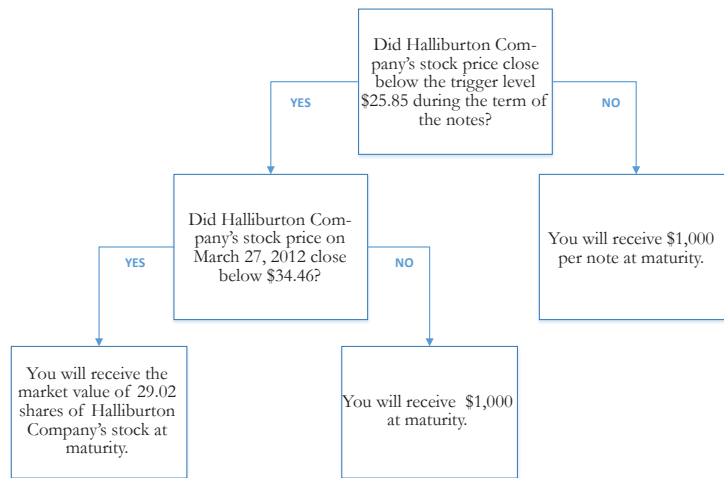 Did Halliburton Com-
pany's stock price close
below the trigger level
$25.85 during the term of
the notes?
YES
NO
Did Halliburton Com-
pany's stock price on
March 27, 2012 close
below $34.46?
You will receive $1,000
per note at maturity.
YES
NO
You will receive the
market value of 29.02
shares of Halliburton
Company's stock at
maturity.
You will receive $1,000
at maturity.